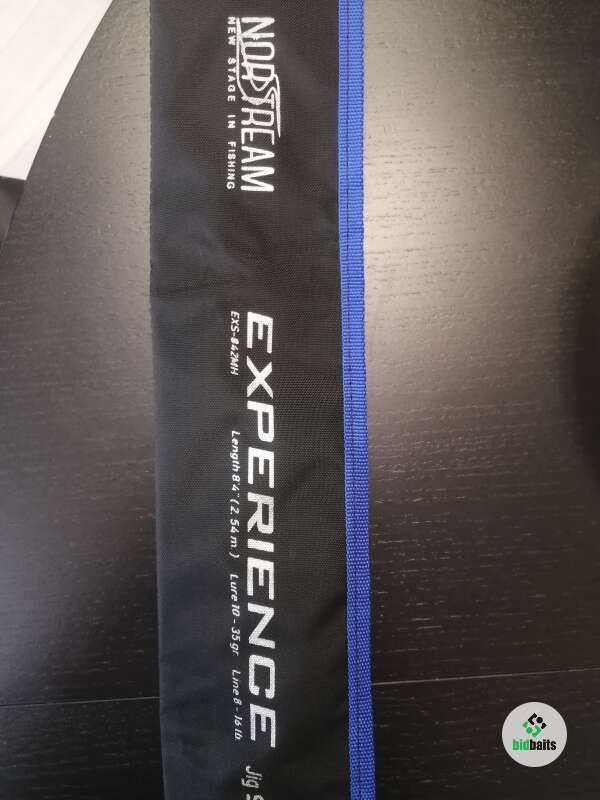 NORSTREAM
NEW STAGE IN FISHING
EXPERIENCE Jig
EXS-842MH Length 8'4" (2,54 m.) Lure 10 - 35 gr. Line 8 - 16 lb.
bidbaits